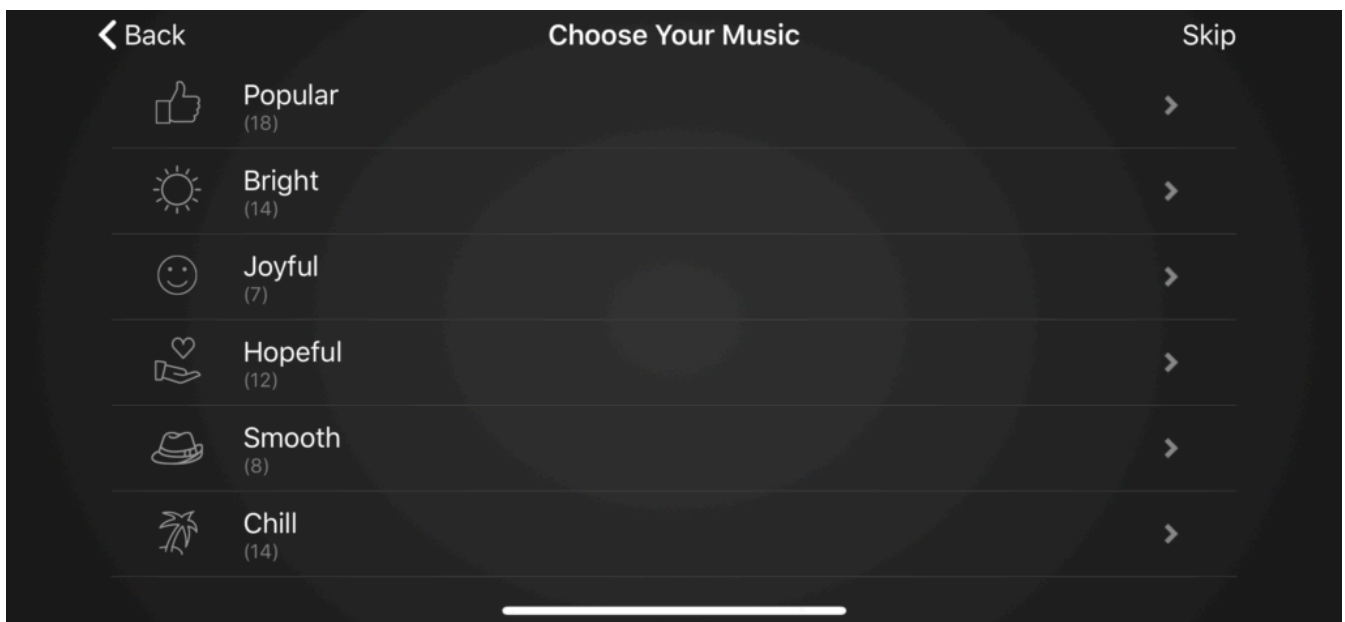 Back
Choose Your Music
Skip
Popular
(18)
Bright
(14)
Joyful
(7)
Hopeful
(12)
Smooth
(8)
Chill
(14)